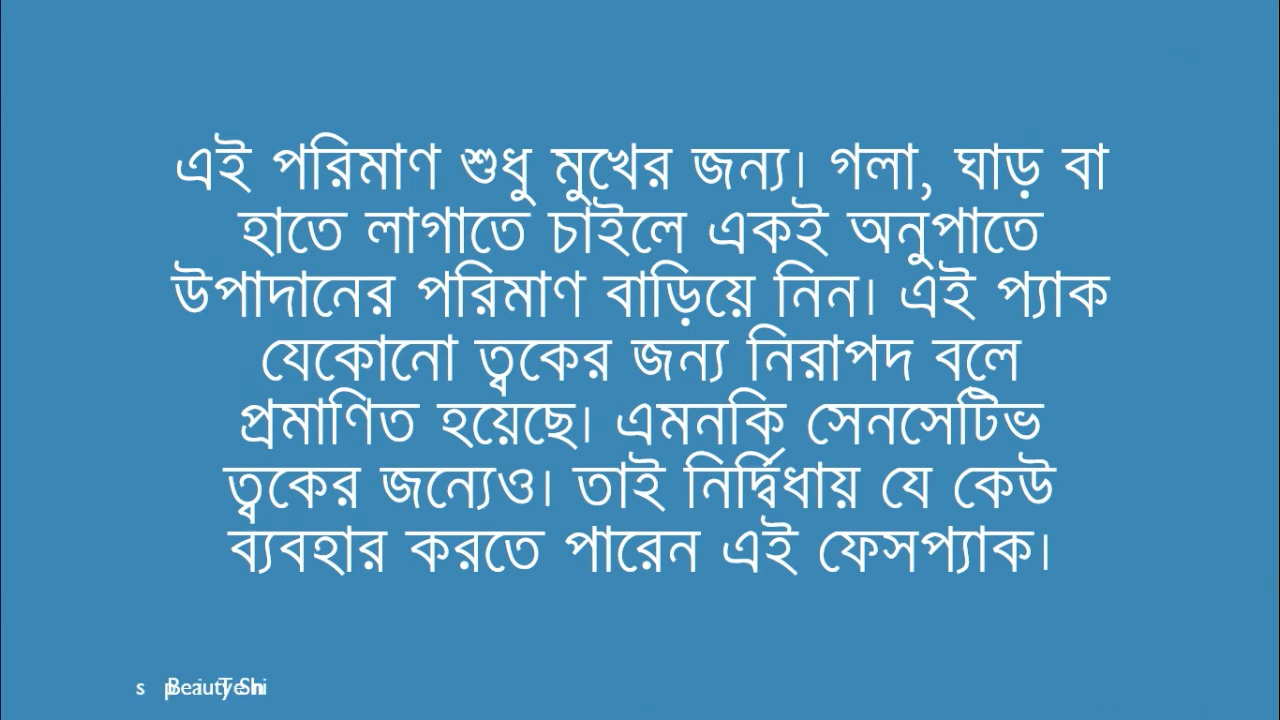 এই পরিমাণ শুধু মুখের জন্য। গলা, ঘাড় বা
হাতে লাগাতে চাইলে একই অনুপাতে
উপাদানের পরিমাণ বাড়িয়ে নিন। এই প্যাক
যেকোনো ত্বকের জন্য নিরাপদ বলে
প্রমাণিত হয়েছে। এমনকি সেনসেটিভ
ত্বকের জন্যেও। তাই নির্দ্বিধায় যে কেউ
ব্যবহার করতে পারেন এই ফেসপ্যাক।